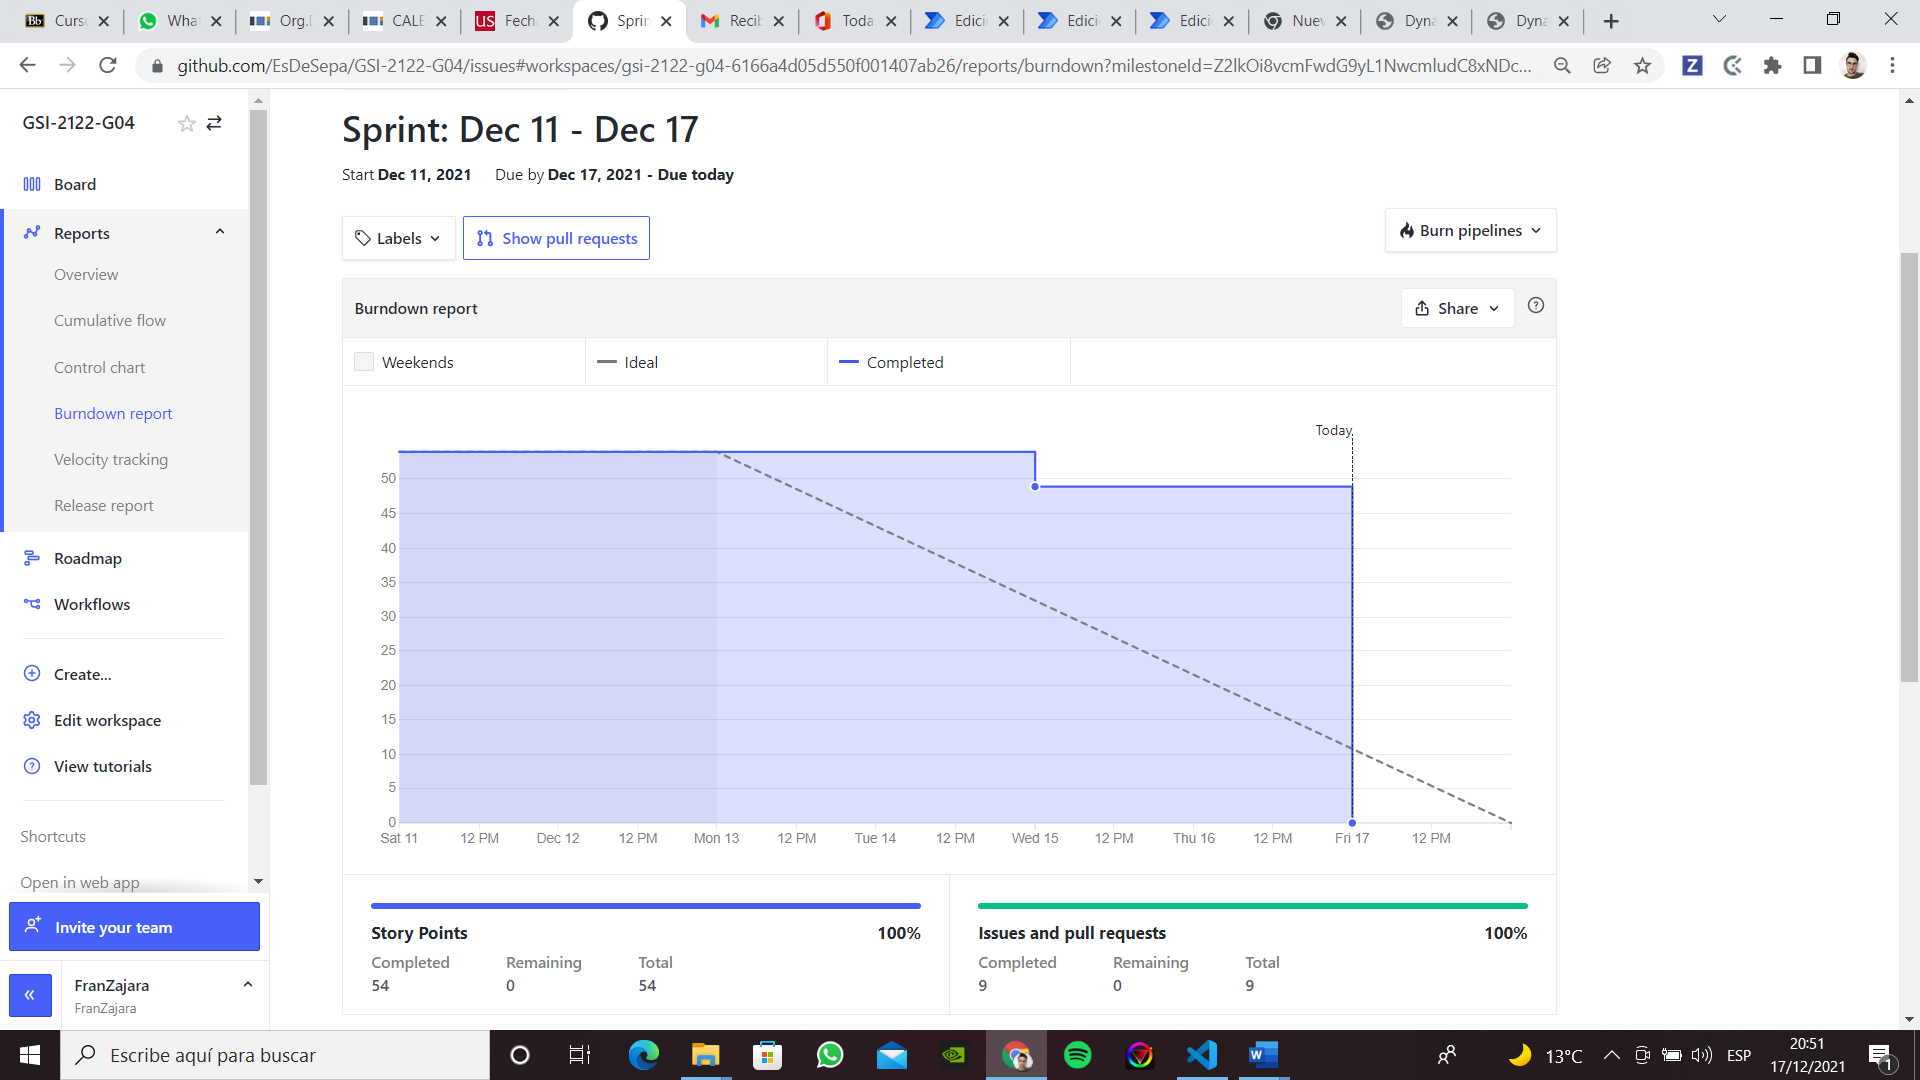 Curso
What
Org.
CALE
Fech
Sprin
Recib
Toda
Edici
Edici
Edici
Nuev
Dyna
Dyna
github.com/EsDeSepa/GSI-2122-G04/issues#workspaces/gsi-2122-g04-6166a4d05d550f001407ab26/reports/burndown?milestoneId=Z2lkOi8vcmFwdG9yL1NwcmludC8xNDc...
GSI-2122-G04
Board
Reports
Overview
Cumulative flow
Control chart
Burndown report
Velocity tracking
Release report
Roadmap
Workflows
Create...
Edit workspace
View tutorials
Shortcuts
Open in web app
Invite your team
FranZajara
FranZajara
Sprint: Dec 11 - Dec 17
Start Dec 11, 2021 Due by Dec 17, 2021 - Due today
Labels
Show pull requests
Burn pipelines
Burndown report
Share
Weekends
Ideal
Completed
Today
50
45
40
35
30
25
20
15
10
5
0
Sat 11 12 PM Dec 12 12 PM Mon 13 12 PM Tue 14 12 PM Wed 15 12 PM Thu 16 12 PM Fri 17 12 PM
Story Points 100%
Completed Remaining Total
54 0 54
Issues and pull requests 100%
Completed Remaining Total
9 0 9
Escribe aquí para buscar
13°C
ESP
20:51
17/12/2021
1